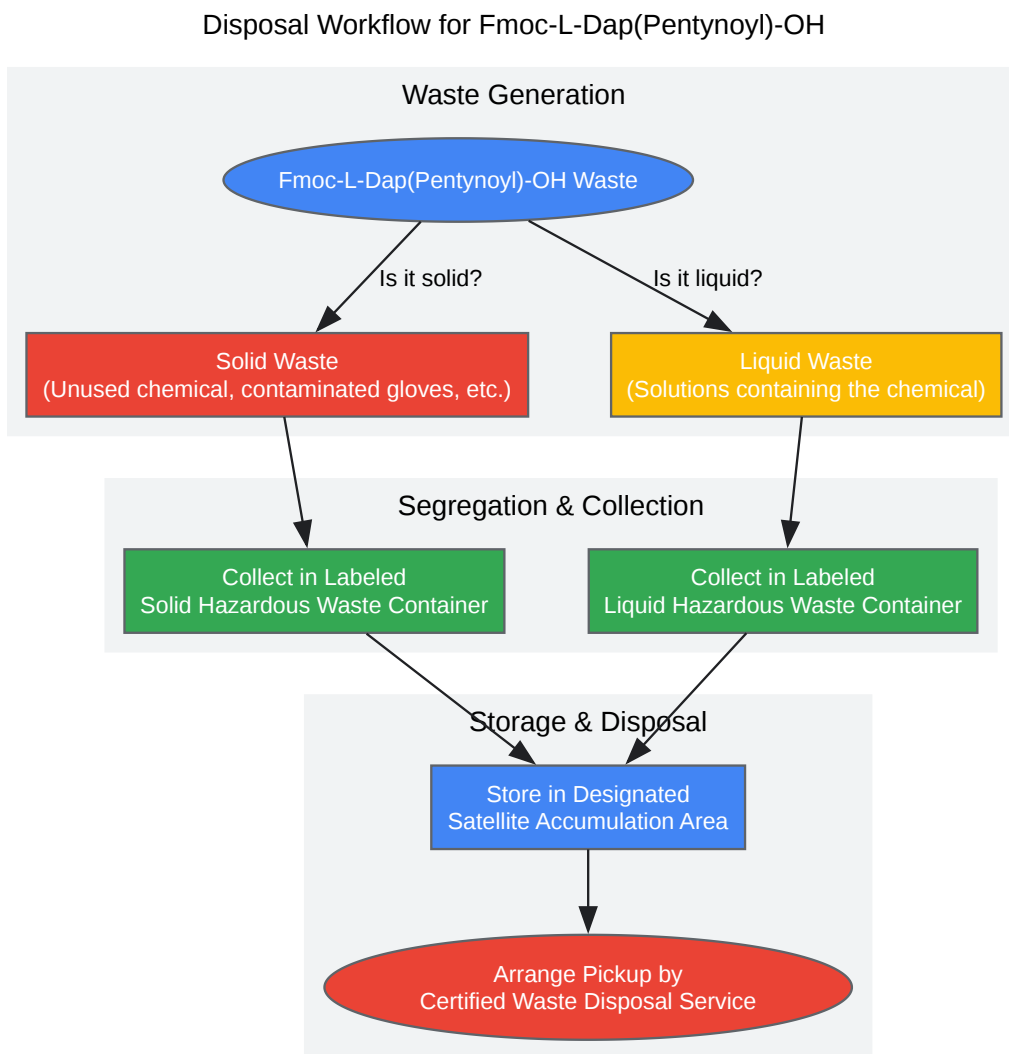 Disposal Workflow for Fmoc-L-Dap(Pentynoyl)-OH
Waste Generation
Fmoc-L-Dap(Pentynoyl)-OH Waste
Is it solid?
Is it liquid?
Solid Waste
(Unused chemical, contaminated gloves, etc.)
Liquid Waste
(Solutions containing the chemical)
Segregation & Collection
Collect in Labeled
Solid Hazardous Waste Container
Collect in Labeled
Liquid Hazardous Waste Container
Storage & Disposal
Store in Designated
Satellite Accumulation Area
Arrange Pickup by
Certified Waste Disposal Service